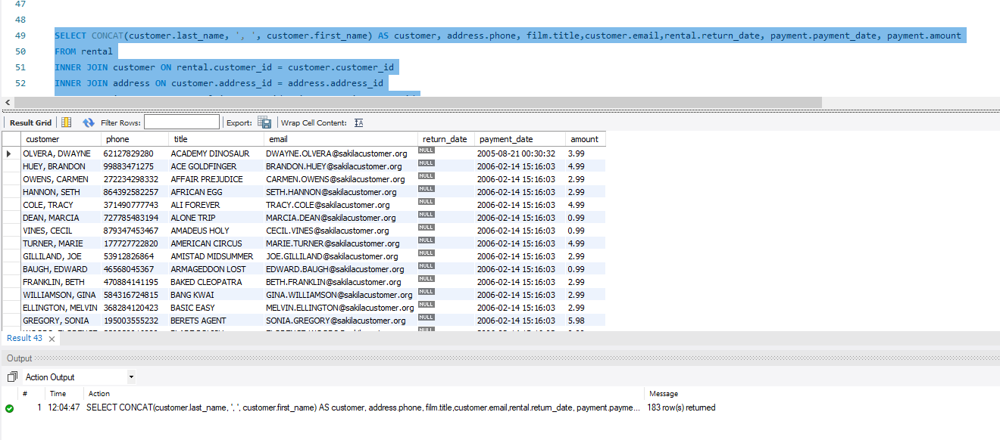 47
48
49 SELECT CONCAT(customer.last_name, ', ', customer.first_name) AS customer, address.phone, film.title,customer.email,rental.return_date, payment.payment_date, payment.amount
50 FROM rental
51 INNER JOIN customer ON rental.customer_id = customer.customer_id
52 INNER JOIN address ON customer.address_id = address.address_id
Result Grid Filter Rows: Export: Wrap Cell Content:
customer phone title email return_date payment_date amount
OLVERA, DWAYNE 62127829280 ACADEMY DINOSAUR DWAYNE.OLVERA@sakilacustomer.org NULL 2005-08-21 00:30:32 3.99
HUEY, BRANDON 99883471275 ACE GOLDFINGER BRANDON.HUEY@sakilacustomer.org NULL 2006-02-14 15:16:03 4.99
OWENS, CARMEN 272234298332 AFFAIR PREJUDICE CARMEN.OWENS@sakilacustomer.org NULL 2006-02-14 15:16:03 2.99
HANNON, SETH 864392582257 AFRICAN EGG SETH.HANNON@sakilacustomer.org NULL 2006-02-14 15:16:03 2.99
COLE, TRACY 371490777743 ALI FOREVER TRACY.COLE@sakilacustomer.org NULL 2006-02-14 15:16:03 4.99
DEAN, MARCIA 727785483194 ALONE TRIP MARCIA.DEAN@sakilacustomer.org NULL 2006-02-14 15:16:03 0.99
VINES, CECIL 879347453467 AMADEUS HOLY CECIL.VINES@sakilacustomer.org NULL 2006-02-14 15:16:03 0.99
TURNER, MARIE 177727722820 AMERICAN CIRCUS MARIE.TURNER@sakilacustomer.org NULL 2006-02-14 15:16:03 4.99
GILLILAND, JOE 53912826864 AMISTAD MIDSUMMER JOE.GILLILAND@sakilacustomer.org NULL 2006-02-14 15:16:03 2.99
BAUGH, EDWARD 46568045367 ARMAGEDDON LOST EDWARD.BAUGH@sakilacustomer.org NULL 2006-02-14 15:16:03 0.99
FRANKLIN, BETH 470884141195 BAKED CLEOPATRA BETH.FRANKLIN@sakilacustomer.org NULL 2006-02-14 15:16:03 2.99
WILLIAMSON, GINA 584316724815 BANG KWAI GINA.WILLIAMSON@sakilacustomer.org NULL 2006-02-14 15:16:03 2.99
ELLINGTON, MELVIN 368284120423 BASIC EASY MELVIN.ELLINGTON@sakilacustomer.org NULL 2006-02-14 15:16:03 2.99
GREGORY, SONIA 195003555232 BERETS AGENT SONIA.GREGORY@sakilacustomer.org NULL 2006-02-14 15:16:03 5.98
Result 43
Output
Action Output
# Time Action Message
1 12:04:47 SELECT CONCAT(customer.last_name, ', ', customer.first_name) AS customer, address.phone, film.title,customer.email,rental.return_date, payment.payme... 183 row(s) returned